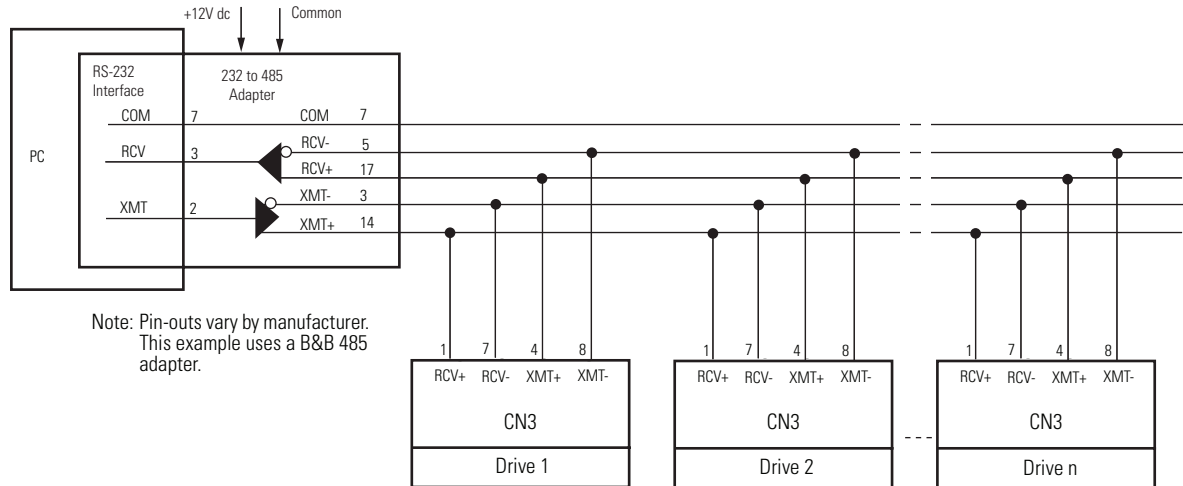 +12V dc Common
RS-232 Interface
232 to 485 Adapter
PC
COM 7 COM 7
RCV- 5
RCV 3
RCV+ 17
XMT- 3
XMT 2
XMT+ 14
Note: Pin-outs vary by manufacturer.
This example uses a B&B 485
adapter.
1 7 4 8
RCV+ RCV- XMT+ XMT-
CN3
Drive 1
1 7 4 8
RCV+ RCV- XMT+ XMT-
CN3
Drive 2
1 7 4 8
RCV+ RCV- XMT+ XMT-
CN3
Drive n